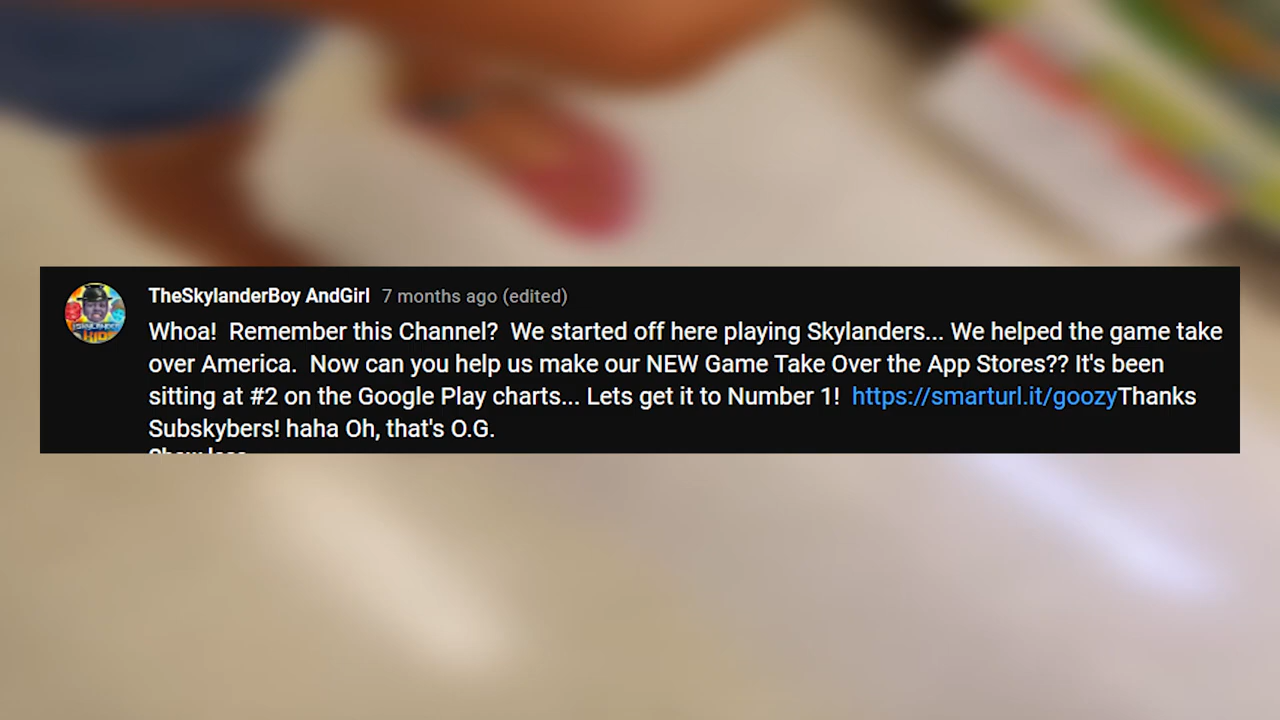 TheSkylanderBoy AndGirl 7 months ago (edited)
Whoa! Remember this Channel? We started off here playing Skylanders... We helped the game take
over America. Now can you help us make our NEW Game Take Over the App Stores?? It's been
sitting at #2 on the Google Play charts... Lets get it to Number 1! https://smarturl.it/goozyThanks
Subskybers! haha Oh, that's O.G.
Show less